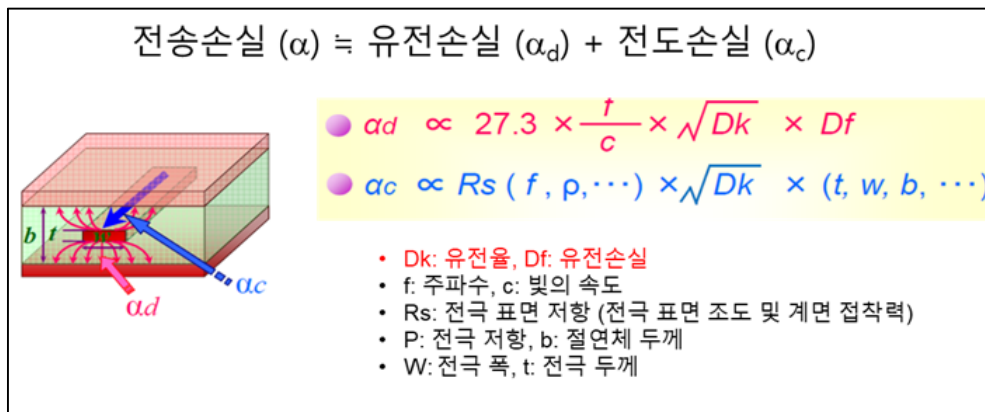 전송손실 (α) ≒ 유전손실 (αd) + 전도손실 (αc)
αd ∝ 27.3 × f/c × √Dk × Df
αc ∝ Rs ( f , ρ,⋯) × √Dk × (t, w, b, ⋯)
b t w
αc
αd
• Dk: 유전율, Df: 유전손실
• f: 주파수, c: 빛의 속도
• Rs: 전극 표면 저항 (전극 표면 조도 및 계면 접착력)
• P: 전극 저항, b: 절연체 두께
• W: 전극 폭, t: 전극 두께